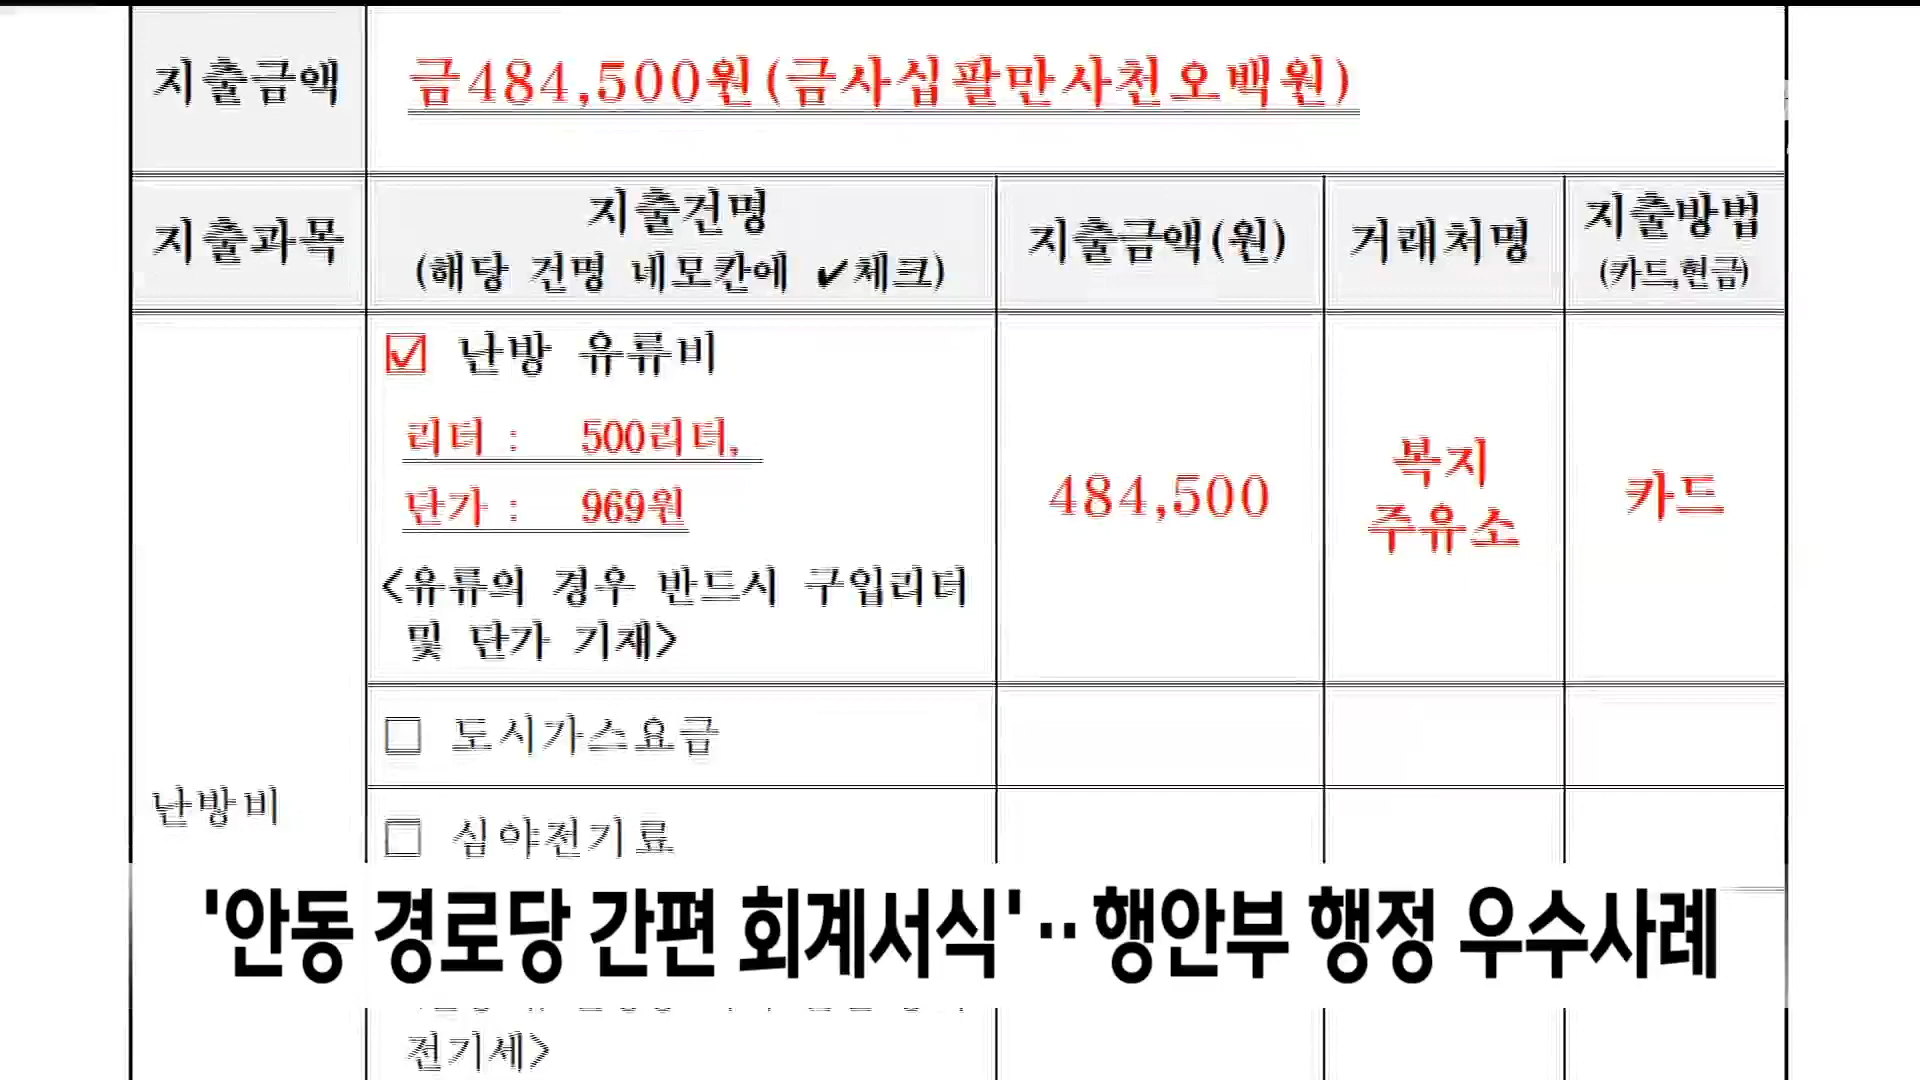 지출금액
금484,500원(금사십팔만사천오백원)
지출과목
지출건명
(해당 건명 네모칸에 ✔체크)
지출금액(원)
거래처명
지출방법
(카드,현금)
난방비
☑ 난방 유류비
리터 : 500리터,
단가 : 969원
<유류의 경우 반드시 구입리터
및 단가 기재>
484,500
복지
주유소
카드
□ 도시가스요금
□ 심야전기료
'안동 경로당 간편 회계서식'‥행안부 행정 우수사례
전기세>